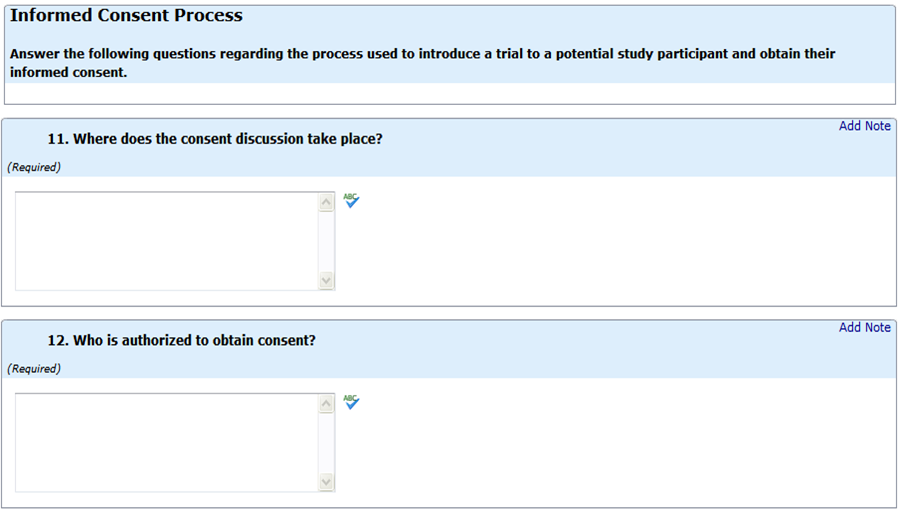 Informed Consent Process
Answer the following questions regarding the process used to introduce a trial to a potential study participant and obtain their
informed consent.
Add Note
11. Where does the consent discussion take place?
(Required)
ABC
Add Note
12. Who is authorized to obtain consent?
(Required)
ABC